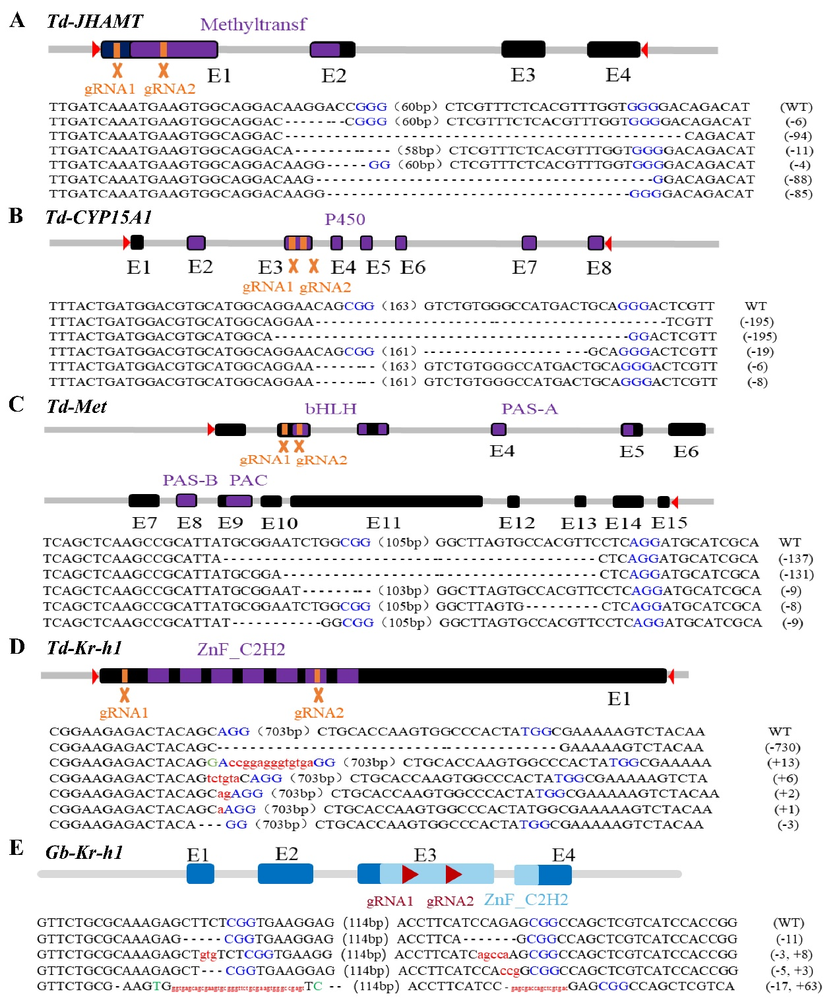 A Td-JHAMT Methyltransf
E1 E2 E3 E4
gRNA1 gRNA2
TTGATCAAATGAAGTGGCAGGACAAGGACCGGG (60bp) CTCGTTTCTCACGTTTGGTGGGGACAGACAT (WT)
TTGATCAAATGAAGTGGCAGGAC-------CGGG (60bp) CTCGTTTCTCACGTTTGGTGGGGACAGACAT (-6)
TTGATCAAATGAAGTGGCAGGAC------------------------------------CAGACAT (-94)
TTGATCAAATGAAGTGGCAGGACA----------- (58bp) CTCGTTTCTCACGTTTGGTGGGGACAGACAT (-11)
TTGATCAAATGAAGTGGCAGGACAAGG-----GG (60bp) CTCGTTTCTCACGTTTGGTGGGGACAGACAT (-4)
TTGATCAAATGAAGTGGCAGGACAAG------------------------------GGACAGACAT (-88)
TTGATCAAATGAAGTGGCAGGACAAGG---------------------------GGGGACAGACAT (-85)
B Td-CYP15A1 P450
E1 E2 E3 E4 E5 E6 E7 E8
gRNA1 gRNA2
TTTACTGATGGACGTGCATGGCAGGAACAGCGG (163) GTCTGTGGGCCATGACTGCAGGGACTCGTT WT
TTTACTGATGGACGTGCATGGCAGGAA--------------------------------TCGTT (-195)
TTTACTGATGGACGTGCATGGCA--------------------------------GGACTCGTT (-195)
TTTACTGATGGACGTGCATGGCAGGAACAGCGG (161) ---------------GCAGGGACTCGTT (-19)
TTTACTGATGGACGTGCATGGCAGGAA------- (163) GTCTGTGGGCCATGACTGCAGGGACTCGTT (-6)
TTTACTGATGGACGTGCATGGCAGGAA------- (161) GTCTGTGGGCCATGACTGCAGGGACTCGTT (-8)
C Td-Met bHLH PAS-A
E4 E5 E6
gRNA1 gRNA2
PAS-B PAC
E7 E8 E9 E10 E11 E12 E13 E14 E15
TCAGCTCAAGCCGCATTATGCGGAATCTGGCGG (105bp) GGCTTAGTGCCACGTTCCTCAGGATGCATCGCA WT
TCAGCTCAAGCCGCATTA-----------------------------------CTCAGGATGCATCGCA (-137)
TCAGCTCAAGCCGCATTATGCGGA-----------------------------CTCAGGATGCATCGCA (-131)
TCAGCTCAAGCCGCATTATGCGGAAT-------- (103bp) GGCTTAGTGCCACGTTCCTCAGGATGCATCGCA (-9)
TCAGCTCAAGCCGCATTATGCGGAATCTGGCGG (105bp) GGCTTAGTG--------CTCAGGATGCATCGCA (-8)
TCAGCTCAAGCCGCATTAT---------GGCGG (105bp) GGCTTAGTGCCACGTTCCTCAGGATGCATCGCA (-9)
D Td-Kr-h1 ZnF_C2H2
E1
gRNA1 gRNA2
CGGAAGAGACTACAGCAGG (703bp) CTGCACCAAGTGGCCCACTATGGCGAAAAAGTCTACAA WT
CGGAAGAGACTACAGC---------------------------------GAAAAAGTCTACAA (-730)
CGGAAGAGACTACAGGAccggagggtgtgaGG (703bp) CTGCACCAAGTGGCCCACTATGGCGAAAAA (+13)
CGGAAGAGACTACAGtctgtaCAGG (703bp) CTGCACCAAGTGGCCCACTATGGCGAAAAAGTCTA (+6)
CGGAAGAGACTACAGCagAGG (703bp) CTGCACCAAGTGGCCCACTATGGCGAAAAAGTCTACAA (+2)
CGGAAGAGACTACAGCaAGG (703bp) CTGCACCAAGTGGCCCACTATGGCGAAAAAGTCTACAA (+1)
CGGAAGAGACTACA---GG (703bp) CTGCACCAAGTGGCCCACTATGGCGAAAAAGTCTACAA (-3)
E Gb-Kr-h1 E1 E2 E3 E4
gRNA1 gRNA2 ZnF_C2H2
GTTCTGCGCAAAGAGCTTCTCGGTGAAGGAG (114bp) ACCTTCATCCAGAGCGGCCAGCTCGTCATCCACCGG (WT)
GTTCTGCGCAAAGAG-----CGGTGAAGGAG (114bp) ACCTTCA-------GCGGCCAGCTCGTCATCCACCGG (-11)
GTTCTGCGCAAAGAGCTgtgTCTCGGTGAAGG (114bp) ACCTTCATCagccaAGCGGCCAGCTCGTCATCCACCGG (-3, +8)
GTTCTGCGCAAAGAGCT---CGGTGAAGGAG (114bp) ACCTTCATCCAccgGCGGCCAGCTCGTCATCCACCGG (-5, +3)
GTTCTGCG-AAGTGggtgagcagcgaagtgcgggttctgcgaagtgggccgagtTC -- (114bp) ACCTTCATCC-gagcgaccagctcgtgacGAGCGGCCAGCTCGTCA (-17, +63)